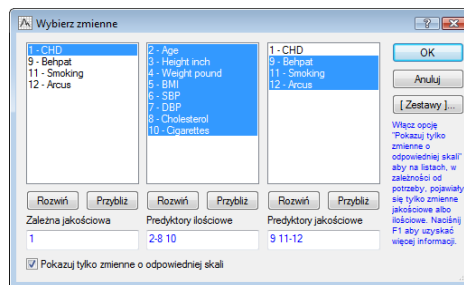 Wybierz zmienne
1 - CHD
9 - Behpat
11 - Smoking
12 - Arcus
2 - Age
3 - Height inch
4 - Weight pound
5 - BMI
6 - SBP
7 - DBP
8 - Cholesterol
10 - Cigarettes
1 - CHD
9 - Behpat
11 - Smoking
12 - Arcus
OK
Anuluj
[ Zestawy ]...
Włącz opcję
"Pokazuj tylko
zmienne o
odpowiedniej skali"
aby na listach, w
zależności od
potrzeby, pojawiały
się tylko zmienne
jakościowe albo
ilościowe. Naciśnij
F1 aby uzyskać
więcej informacji.
Rozwiń Przybliż Rozwiń Przybliż Rozwiń Przybliż
Zależna jakościowa Predyktory ilościowe Predyktory jakościowe
1 2-8 10 9 11-12
Pokazuj tylko zmienne o odpowiedniej skali